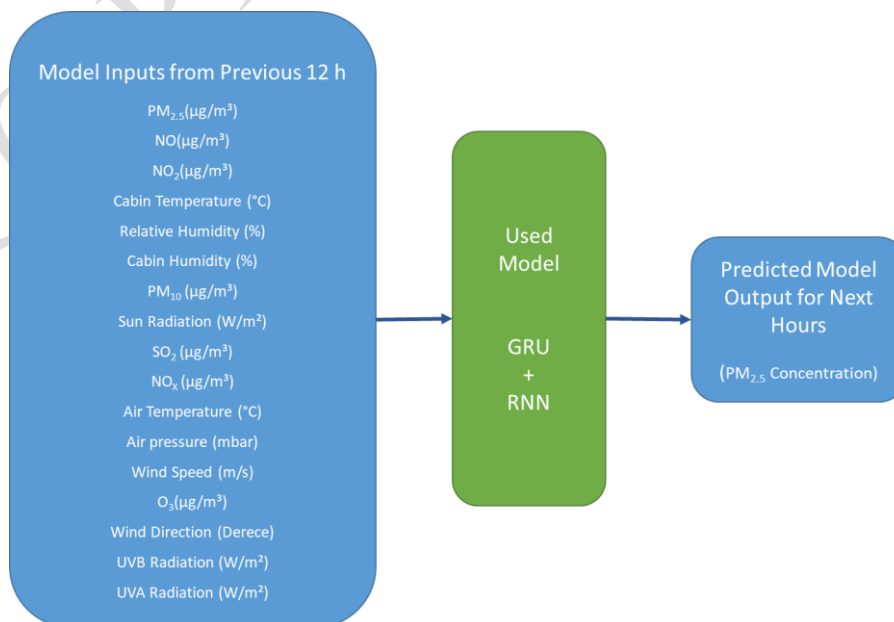 Model Inputs from Previous 12 h
PM₂.₅(µg/m³)
NO(µg/m³)
NO₂(µg/m³)
Cabin Temperature (°C)
Relative Humidity (%)
Cabin Humidity (%)
PM₁₀ (µg/m³)
Sun Radiation (W/m²)
SO₂ (µg/m³)
NOₓ (µg/m³)
Air Temperature (°C)
Air pressure (mbar)
Wind Speed (m/s)
O₃(µg/m³)
Wind Direction (Derece)
UVB Radiation (W/m²)
UVA Radiation (W/m²)
Used
Model
GRU
+
RNN
Predicted Model
Output for Next
Hours
(PM₂.₅ Concentration)